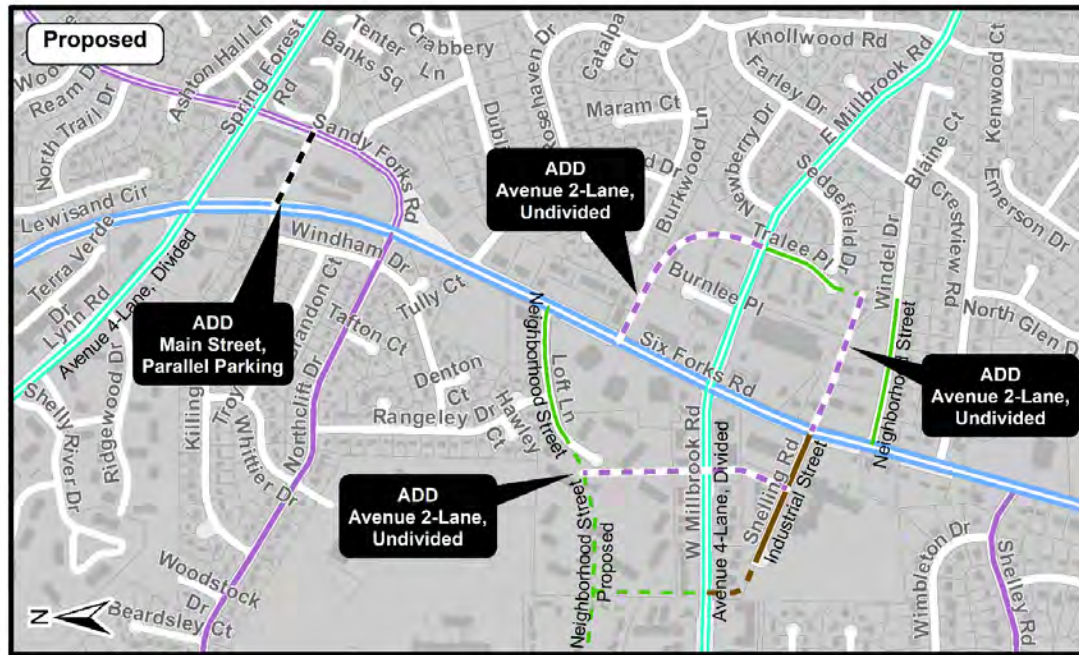 Proposed
Ream Dr
North Trail Dr
Ashton Hall Ln
Tenter
Banks Sq
Crabbery
Ln
Spring Forest
Rd
Sandy Forks Rd
Rosehaven Dr
Catalpa
Ct
Maram Ct
Burkwood Ln
Knollwood Rd
Farley Dr
E Millbrook Rd
Newberry Dr
Sedgefield Dr
Blaine Ct
Kenwood Ct
Emerson Dr
Crestview Rd
North Glen Dr
Windel Dr
Tralee Pl
Burnlee Pl
ADD
Avenue 2-Lane,
Undivided
Lewisand Cir
Terra Verde
Dr
Lynn Rd
Avenue 4-Lane, Divided
Windham Dr
Tully Ct
ADD
Main Street,
Parallel Parking
Tafton Ct
Northclift Dr
Whittier Dr
Denton
Ct
Rangeley Dr
Hawley
Ct
Loft Ln
Neighborhood Street
Six Forks Rd
ADD
Avenue 2-Lane,
Undivided
Neighborhood Street
Shelly River Dr
Ridgewood Dr
ADD
Avenue 2-Lane,
Undivided
Neighborhood Street
Proposed
W Millbrook Rd
Avenue 4-Lane, Divided
Snelling Rd
Industrial Street
Woodstock
Dr
Beardsley Ct
Wimbleton Dr
Shelley Rd
N